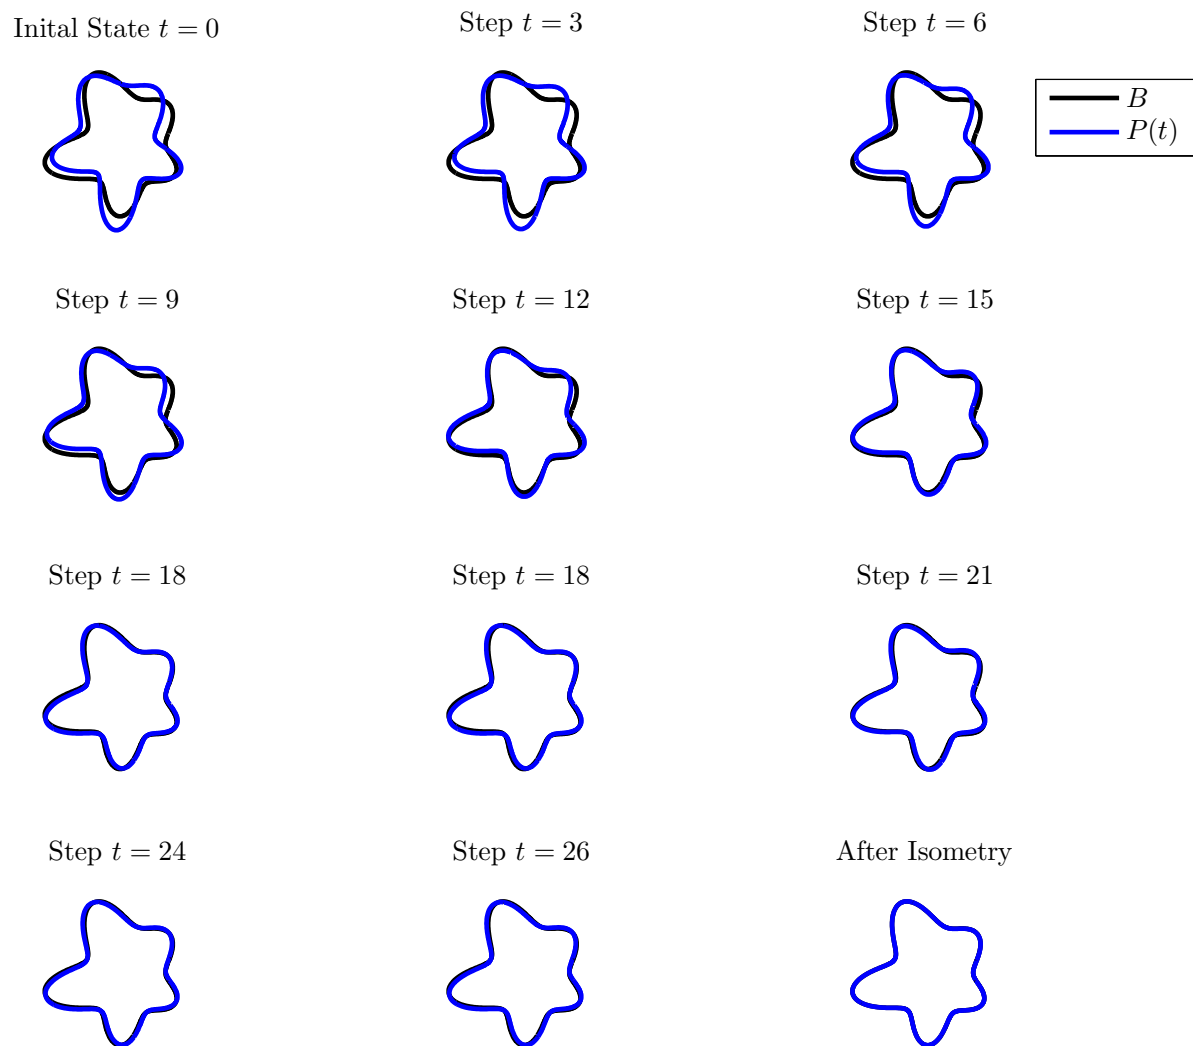 Inital State t = 0
Step t = 3
Step t = 6
B
P(t)
Step t = 9
Step t = 12
Step t = 15
Step t = 18
Step t = 18
Step t = 21
Step t = 24
Step t = 26
After Isometry